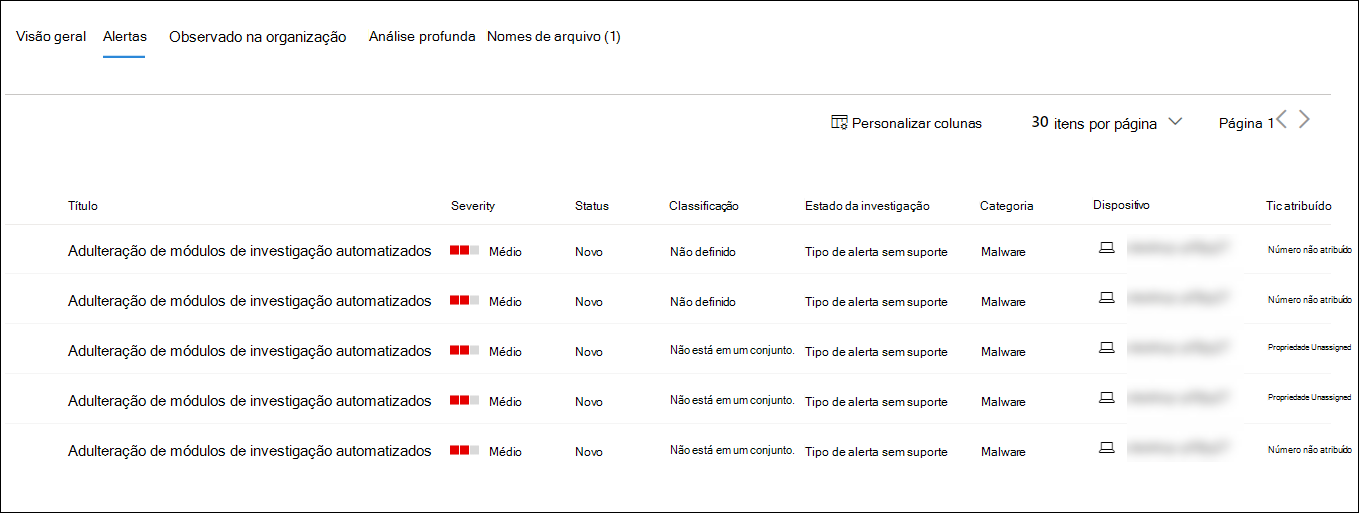 Visão geral Alertas Observado na organização Análise profunda Nomes de arquivo (1)
Personalizar colunas 30 itens por página Página 1
Título Severity Status Classificação Estado da investigação Categoria Dispositivo Tic atribuído
Adulteração de módulos de investigação automatizados Médio Novo Não definido Tipo de alerta sem suporte Malware Número não atribuído
Adulteração de módulos de investigação automatizados Médio Novo Não definido Tipo de alerta sem suporte Malware Número não atribuído
Adulteração de módulos de investigação automatizados Médio Novo Não está em um conjunto. Tipo de alerta sem suporte Malware Propriedade Unassigned
Adulteração de módulos de investigação automatizados Médio Novo Não está em um conjunto. Tipo de alerta sem suporte Malware Propriedade Unassigned
Adulteração de módulos de investigação automatizados Médio Novo Não está em um conjunto. Tipo de alerta sem suporte Malware Número não atribuído